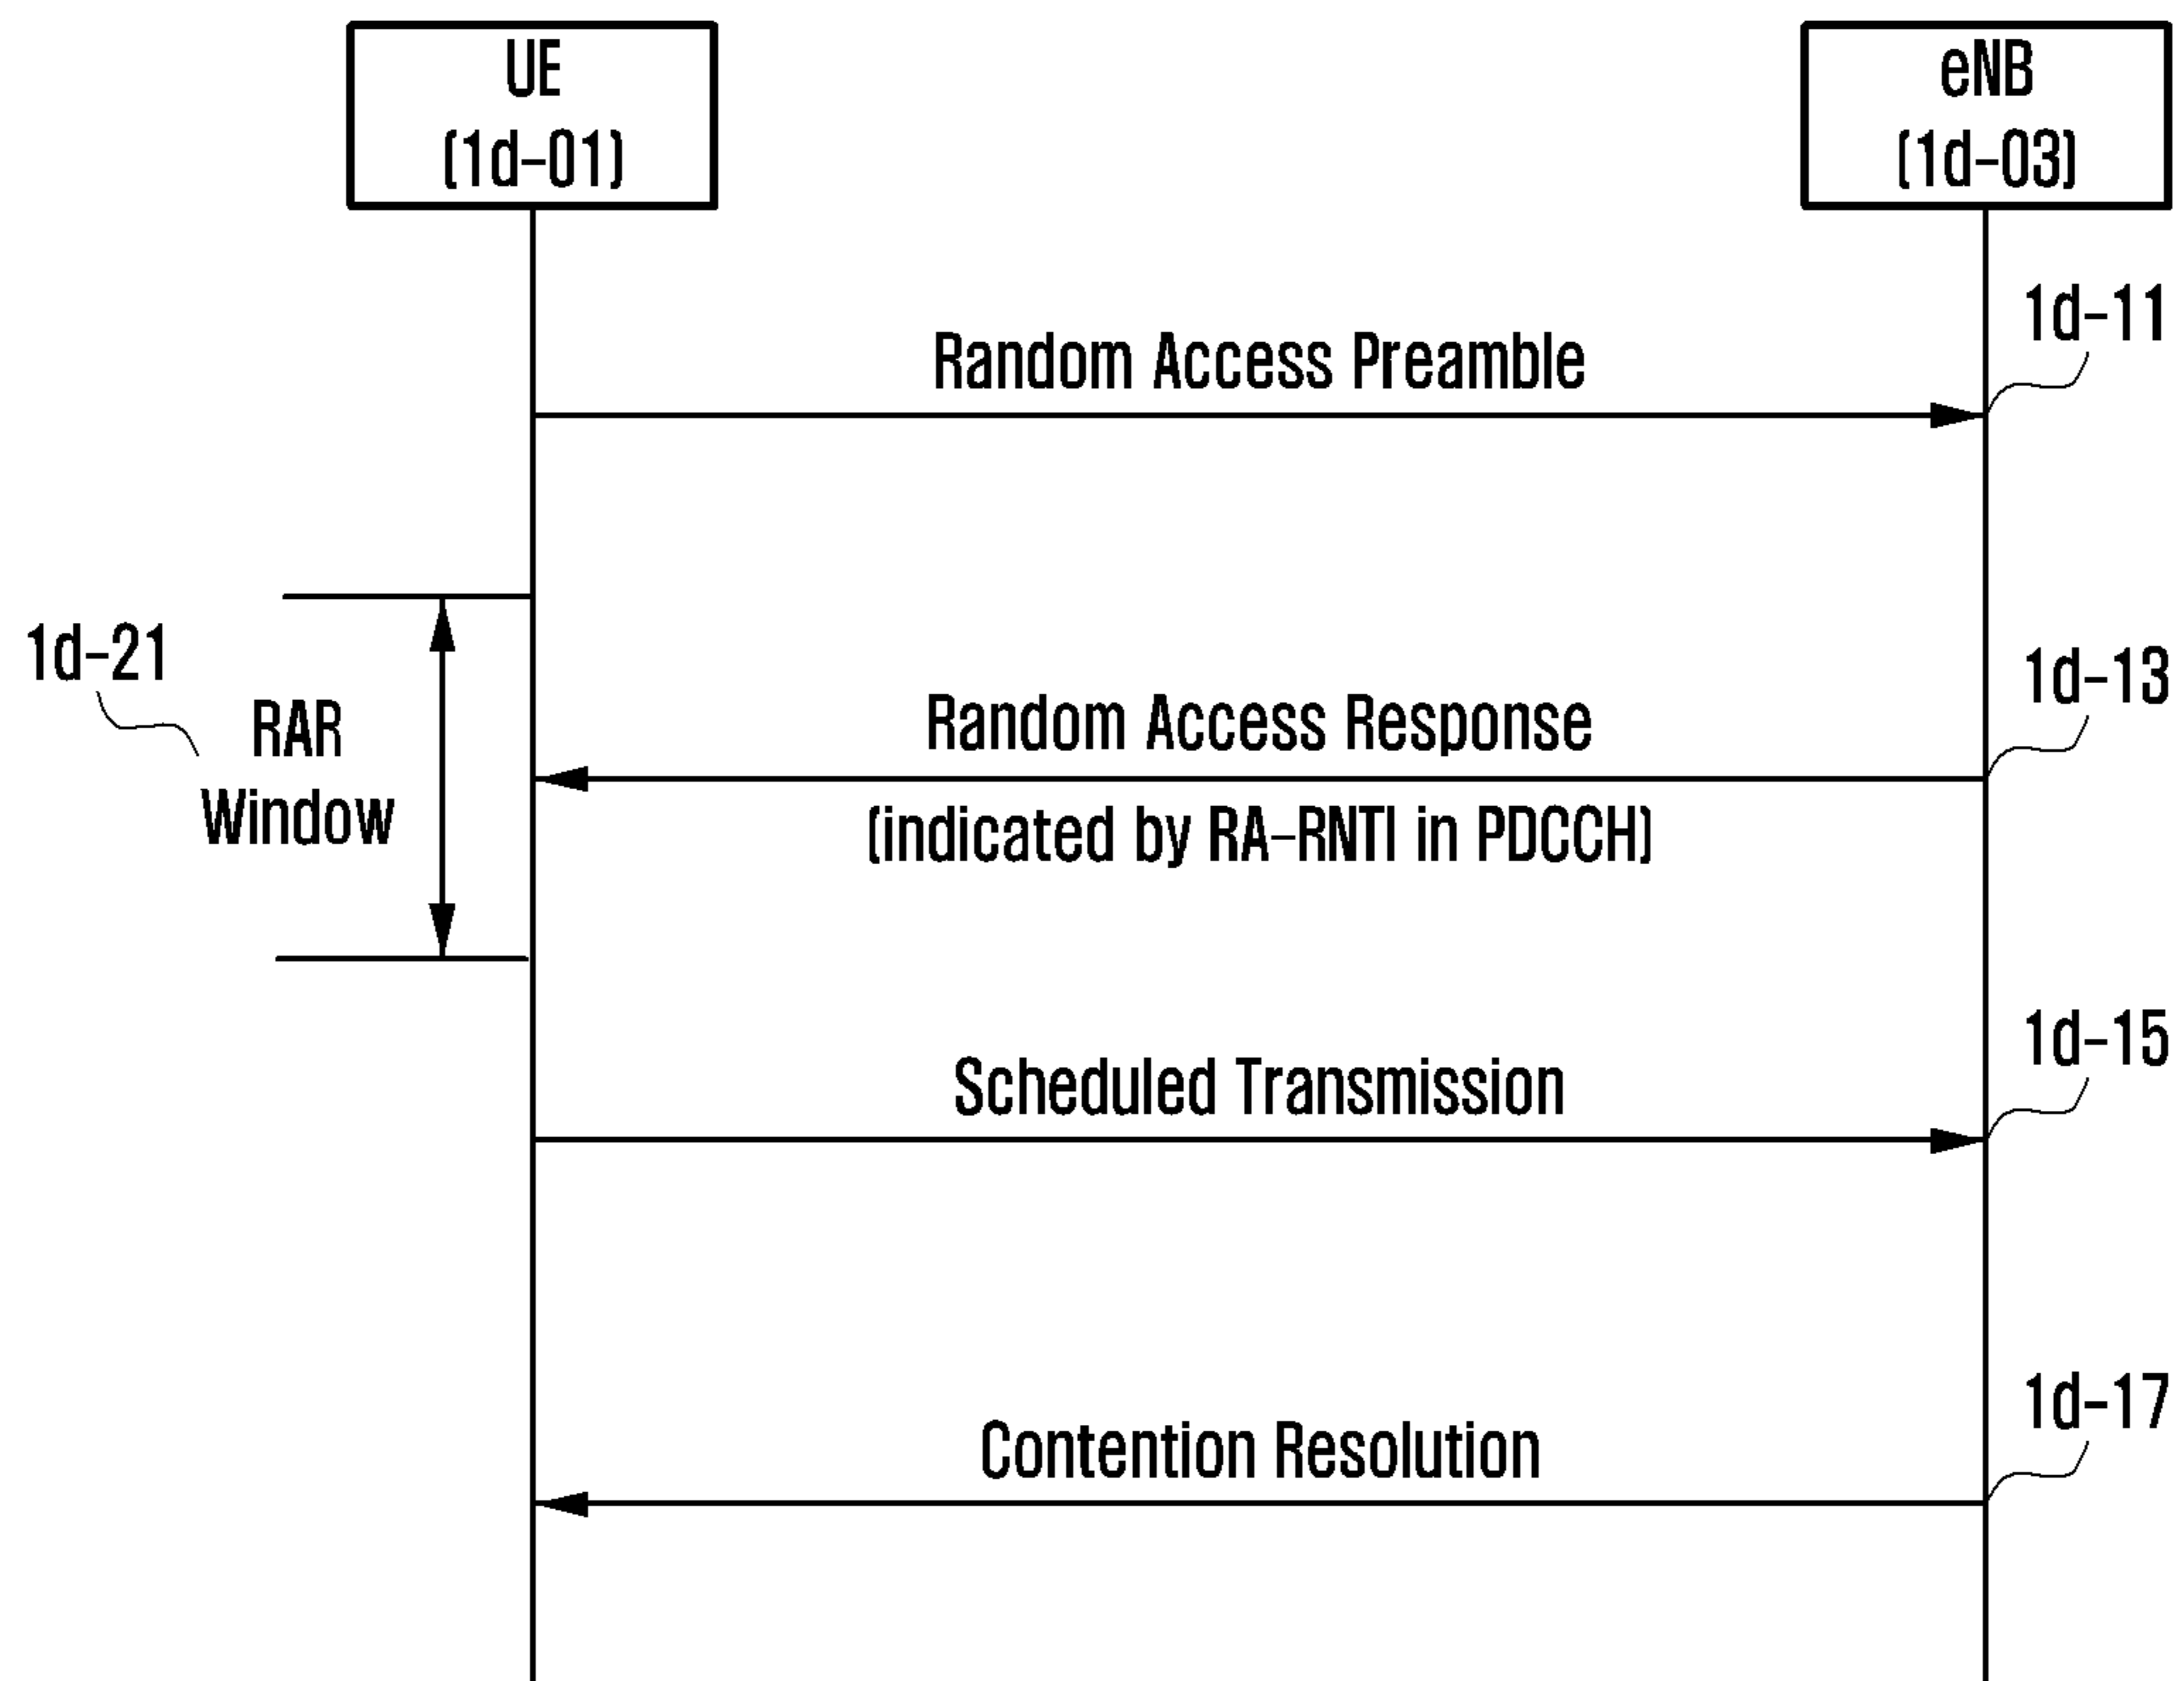 UE
(1d-01)
eNB
(1d-03)
1d-11
Random Access Preamble
1d-21
RAR
Window
1d-13
Random Access Response
(indicated by RA-RNTI in PDCCH)
1d-15
Scheduled Transmission
1d-17
Contention Resolution